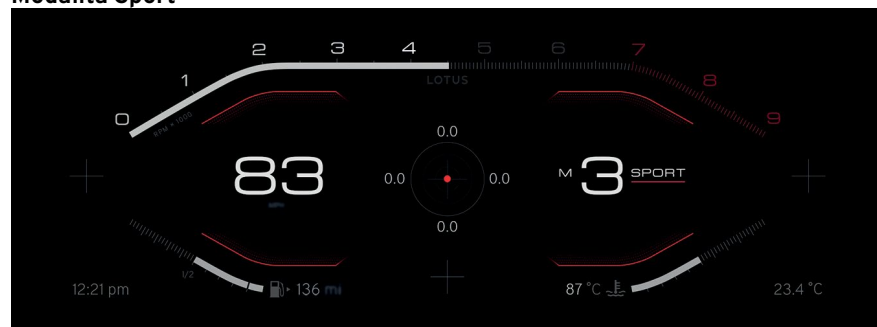 Modalità Sport
0 1 2 3 4 5 6 7 8 9
LOTUS
RPM × 1000
0.0
83
0.0
0.0
M 3 SPORT
MPH
0.0
1/2
12:21 pm
136 mi
87 °C
23.4 °C